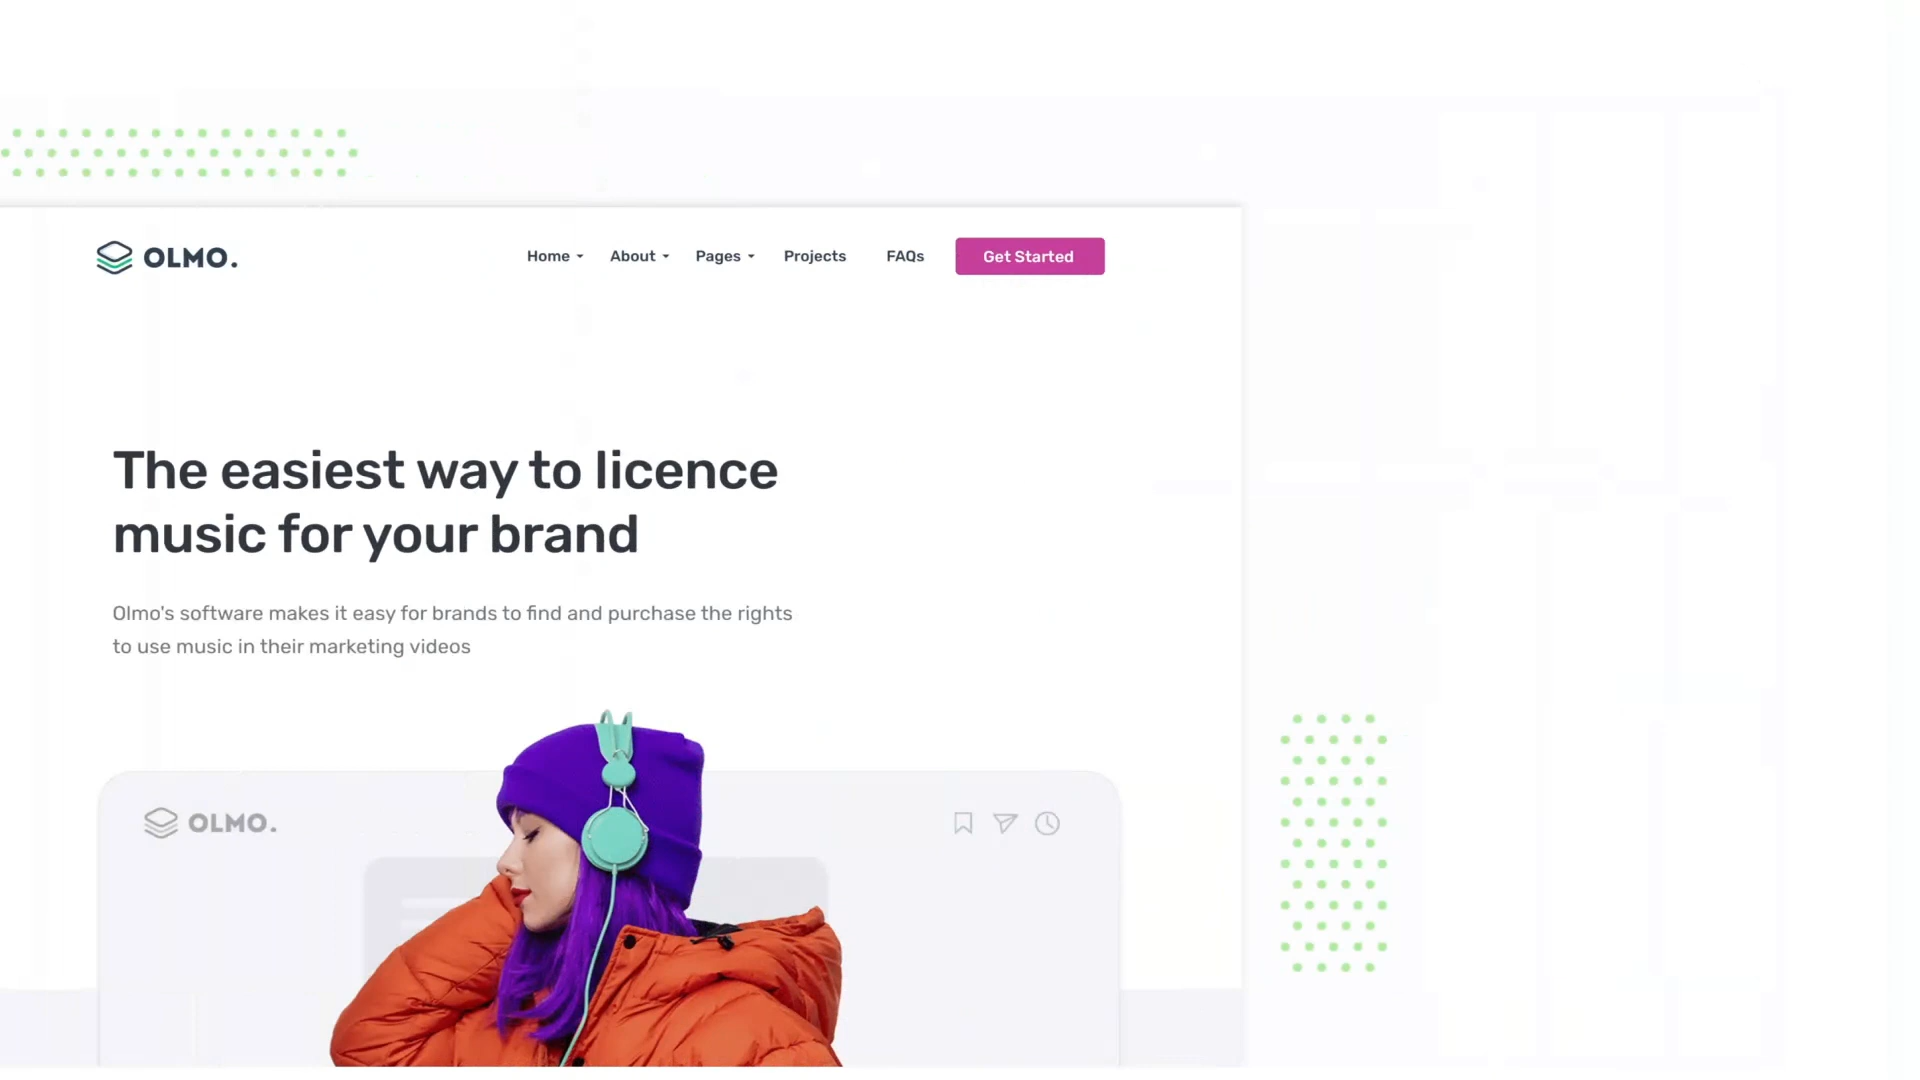 OLMO.
Home
About
Pages
Projects
FAQs
Get Started
The easiest way to licence
music for your brand
Olmo's software makes it easy for brands to find and purchase the rights
to use music in their marketing videos
OLMO.